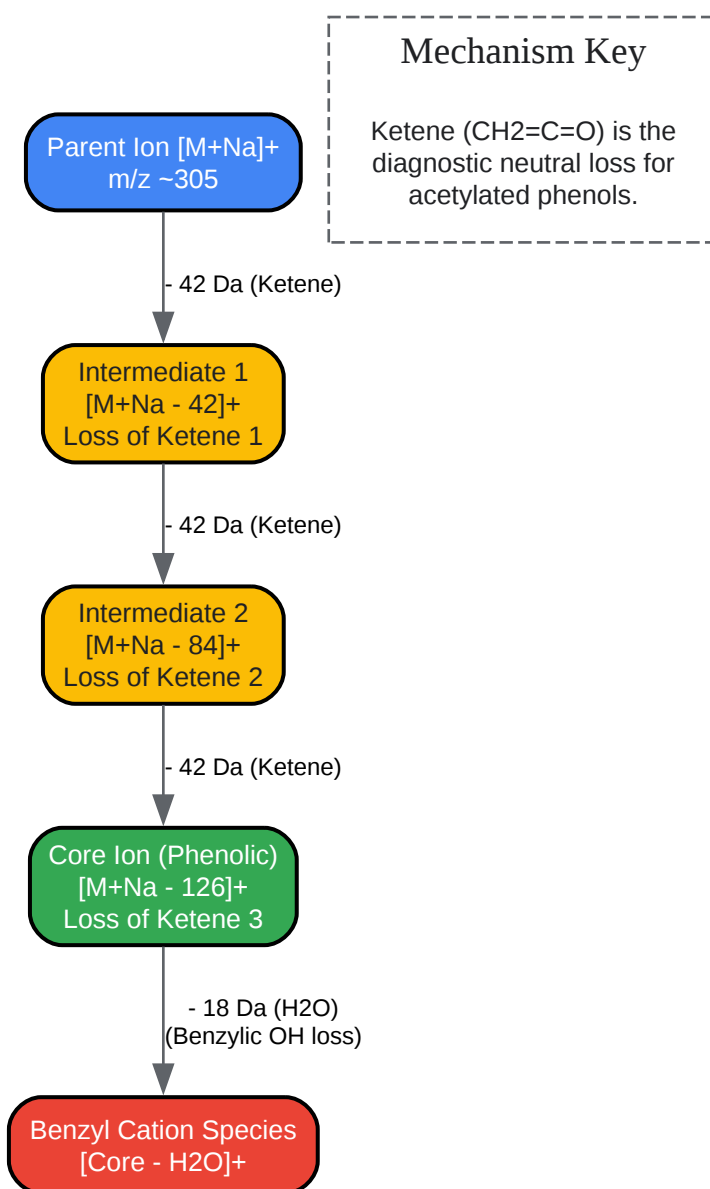 Mechanism Key
Ketene (CH2=C=O) is the
diagnostic neutral loss for
acetylated phenols.
Parent Ion [M+Na]+
m/z ~305
- 42 Da (Ketene)
Intermediate 1
[M+Na - 42]+
Loss of Ketene 1
- 42 Da (Ketene)
Intermediate 2
[M+Na - 84]+
Loss of Ketene 2
- 42 Da (Ketene)
Core Ion (Phenolic)
[M+Na - 126]+
Loss of Ketene 3
- 18 Da (H2O)
(Benzylic OH loss)
Benzyl Cation Species
[Core - H2O]+